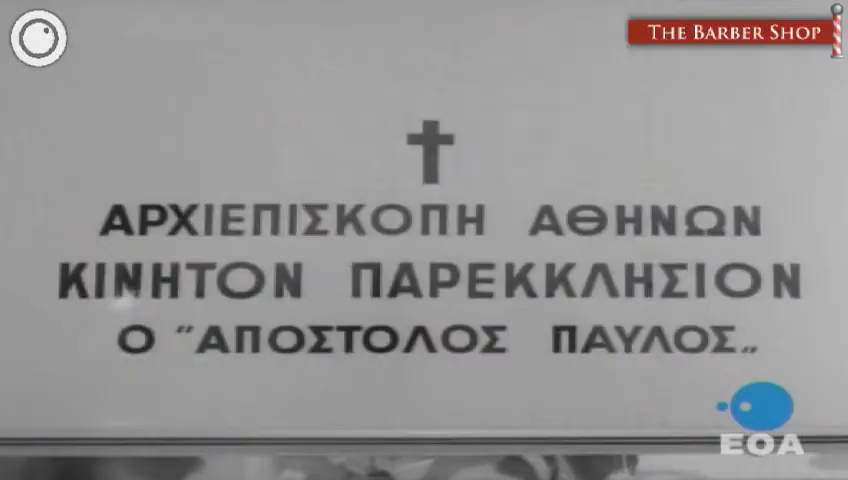 THE BARBER SHOP
ΑΡΧΙΕΠΙΣΚΟΠΗ ΑΘΗΝΩΝ
ΚΙΝΗΤΟΝ ΠΑΡΕΚΚΛΗΣΙΟΝ
Ο "ΑΠΟΣΤΟΛΟΣ ΠΑΥΛΟΣ„
ΕΟΑ